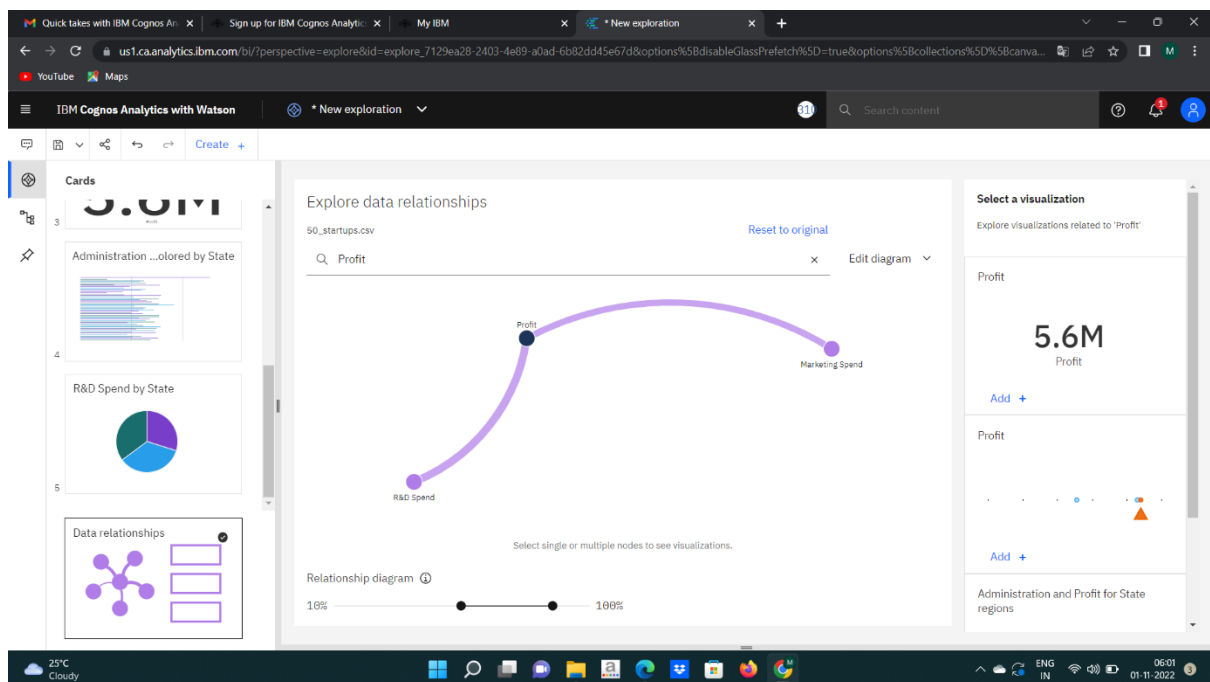 Quick takes with IBM Cognos An
Sign up for IBM Cognos Analytic
My IBM
* New exploration
us1.ca.analytics.ibm.com/bi/?perspective=explore&id=explore_7129ea28-2403-4e89-a0ad-6b82dd45e67d&options%5BdisableGlassPrefetch%5D=true&options%5Bcollections%5D%5Bcanva...
M
YouTube
Maps
IBM Cognos Analytics with Watson
* New exploration
Search content
1
Create +
Cards
5.6M
Profit
3
Administration ...olored by State
4
R&D Spend by State
5
Data relationships
Explore data relationships
50_startups.csv
Reset to original
Profit
Edit diagram
Profit
Marketing Spend
R&D Spend
Select single or multiple nodes to see visualizations.
Relationship diagram
10%
100%
Select a visualization
Explore visualizations related to 'Profit'
Profit
5.6M
Profit
Add +
Profit
Add +
Administration and Profit for State
regions
25°C
Cloudy
ENG
IN
06:01
01-11-2022
3